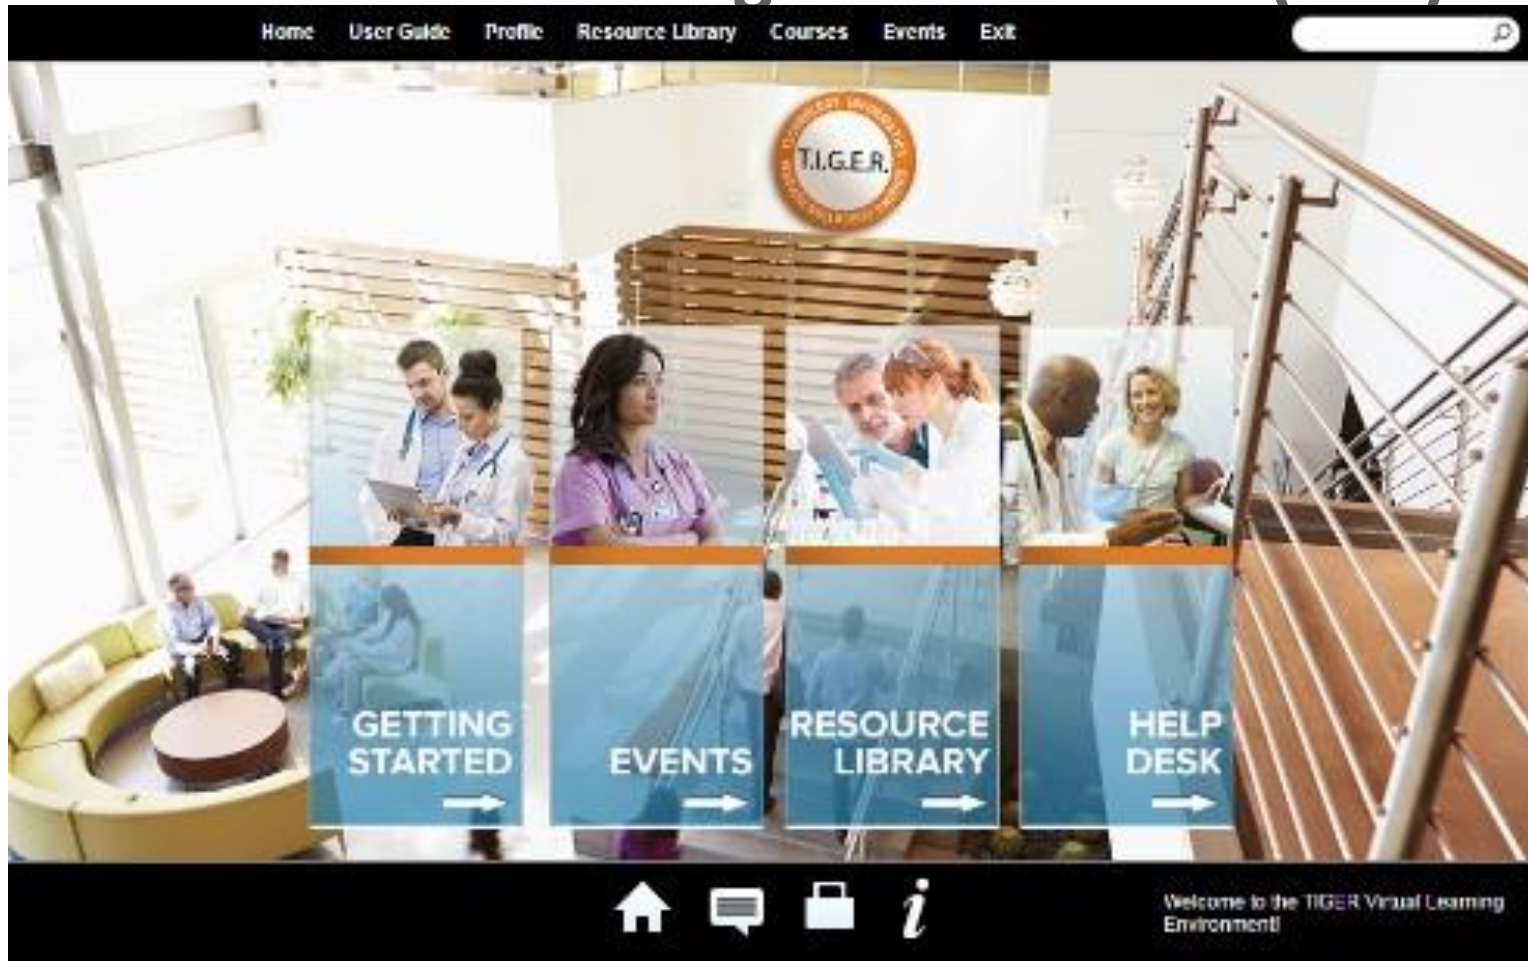 Home User Guide Profile Resource Library Courses Events Exit
T.I.G.E.R.
GETTING
STARTED
EVENTS
RESOURCE
LIBRARY
HELP
DESK
Welcome to the TIGER Virtual Learning
Environment!